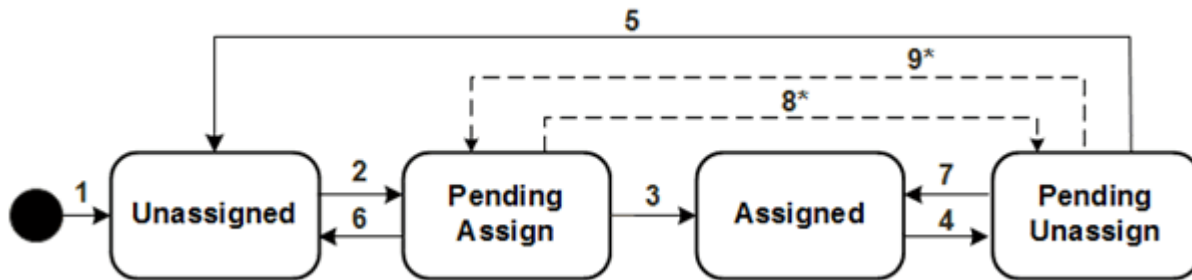 5
9*
8*
1
Unassigned
2
6
Pending
Assign
3
Assigned
7
4
Pending
Unassign